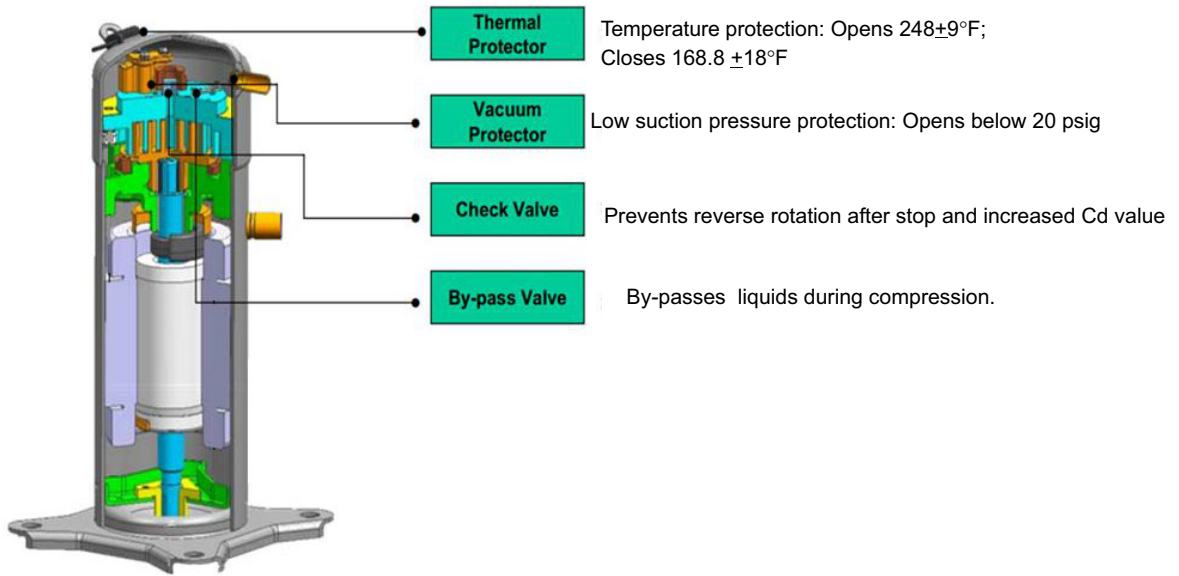 Thermal
Protector
Temperature protection: Opens 248±9°F;
Closes 168.8 ±18°F
Vacuum
Protector
Low suction pressure protection: Opens below 20 psig
Check Valve
Prevents reverse rotation after stop and increased Cd value
By-pass Valve
By-passes liquids during compression.